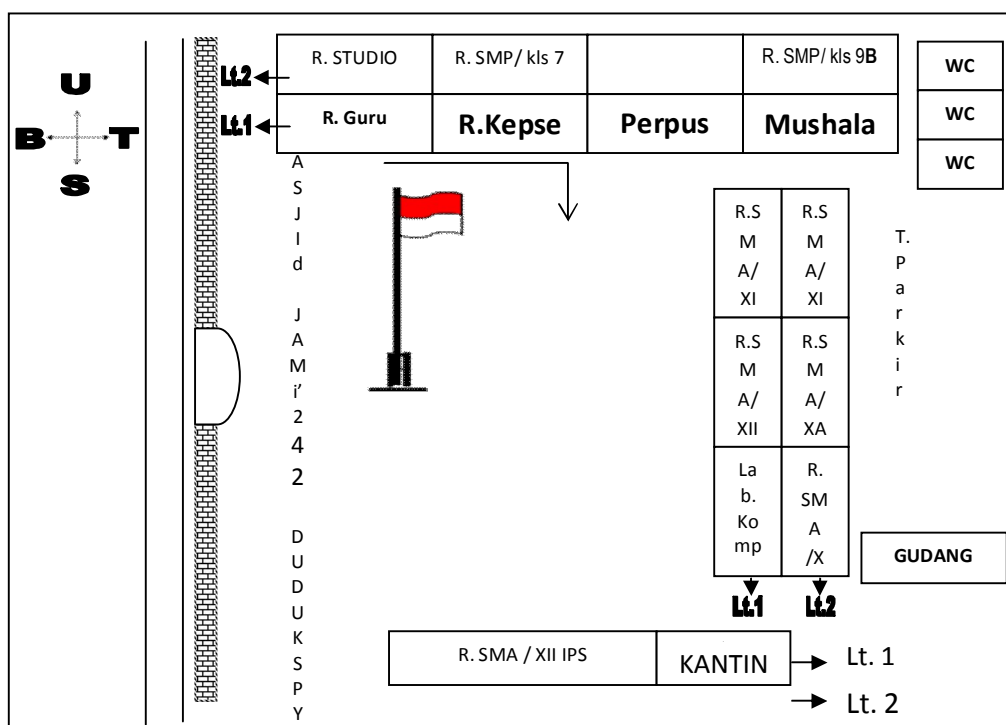 U
B T
S
Lt.2
Lt.1
R. STUDIO
R. SMP/ kls 7
R. SMP/ kls 9B
R. Guru
R.Kepse
Perpus
Mushala
WC
WC
WC
A
S
J
I
d
J
A
M
i'
2
4
2
D
U
D
U
K
S
P
Y
R.S
M
A/
XI
R.S
M
A/
XI
R.S
M
A/
XII
R.S
M
A/
XA
La
b.
Ko
mp
R.
SM
A
/X
Lt.1
Lt.2
T.
P
a
r
k
i
r
GUDANG
R. SMA / XII IPS
KANTIN
Lt. 1
Lt. 2